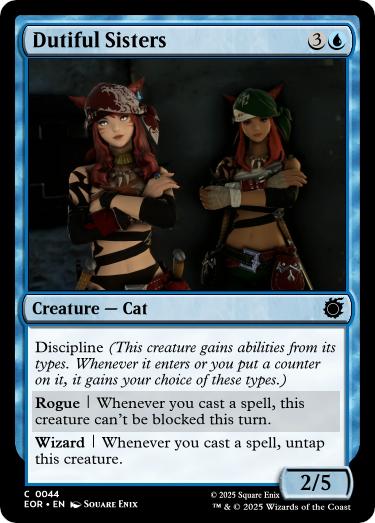 Dutiful Sisters 3
Creature — Cat
Discipline (This creature gains abilities from its
types. Whenever it enters or you put a counter
on it, it gains your choice of these types.)
Rogue | Whenever you cast a spell, this
creature can't be blocked this turn.
Wizard | Whenever you cast a spell, untap
this creature.
2/5
C 0044
EOR • EN SQUARE ENIX
© 2025 Square Enix
™ & © 2025 Wizards of the Coast